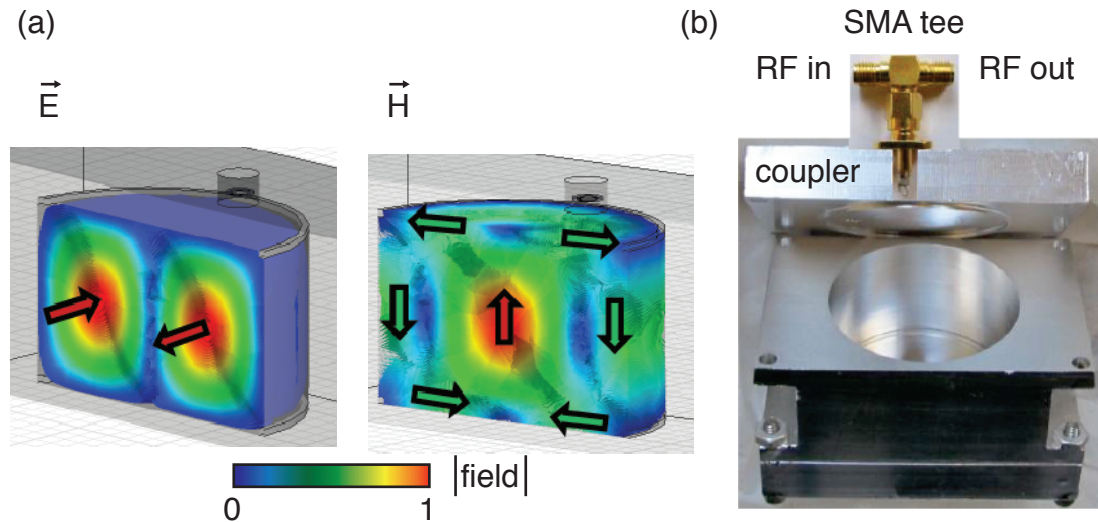 (a)
(b)
SMA tee
RF in
RF out
E
H
coupler
|field|
0
1